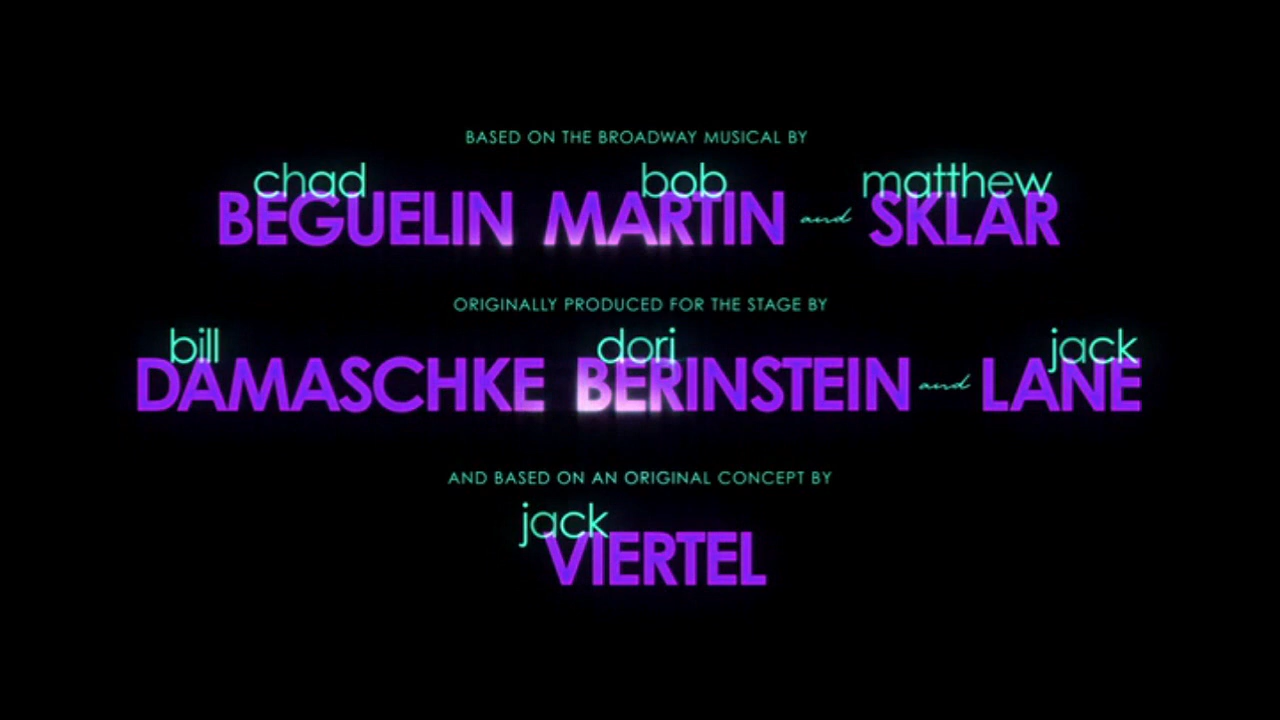 BASED ON THE BROADWAY MUSICAL BY
chad BEGUELIN bob MARTIN and matthew SKLAR
ORIGINALLY PRODUCED FOR THE STAGE BY
bill DAMASCHKE dori BERINSTEIN and jack LANE
AND BASED ON AN ORIGINAL CONCEPT BY
jack VIERTEL